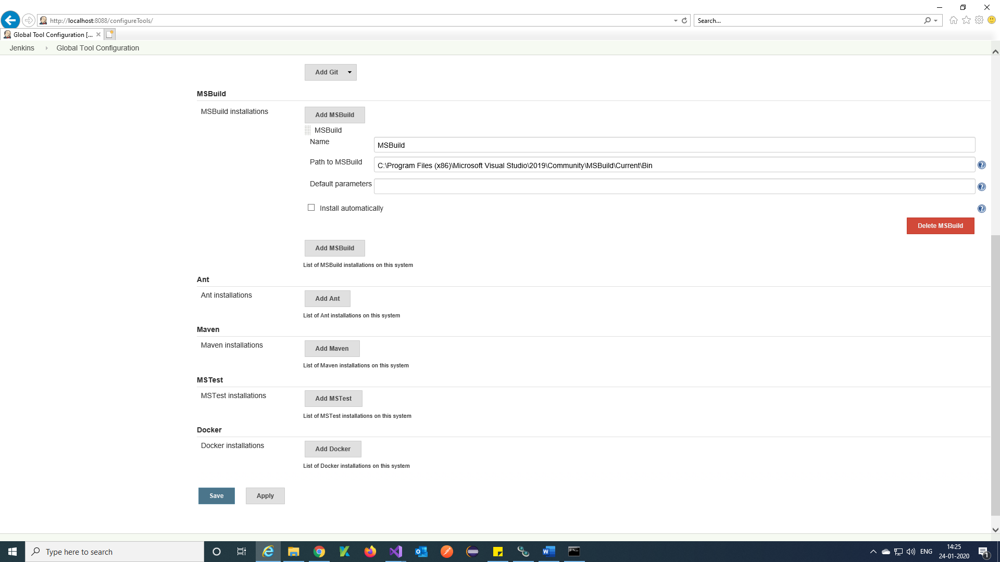 http://localhost:8088/configureTools/
Search...
Global Tool Configuration [...
Jenkins
Global Tool Configuration
Add Git
MSBuild
MSBuild installations
Add MSBuild
MSBuild
Name
MSBuild
Path to MSBuild
C:\Program Files (x86)\Microsoft Visual Studio\2019\Community\MSBuild\Current\Bin
Default parameters
Install automatically
Delete MSBuild
Add MSBuild
List of MSBuild installations on this system
Ant
Ant installations
Add Ant
List of Ant installations on this system
Maven
Maven installations
Add Maven
List of Maven installations on this system
MSTest
MSTest installations
Add MSTest
List of MSTest installations on this system
Docker
Docker installations
Add Docker
List of Docker installations on this system
Save
Apply
Type here to search
ENG
14:25
24-01-2020
1